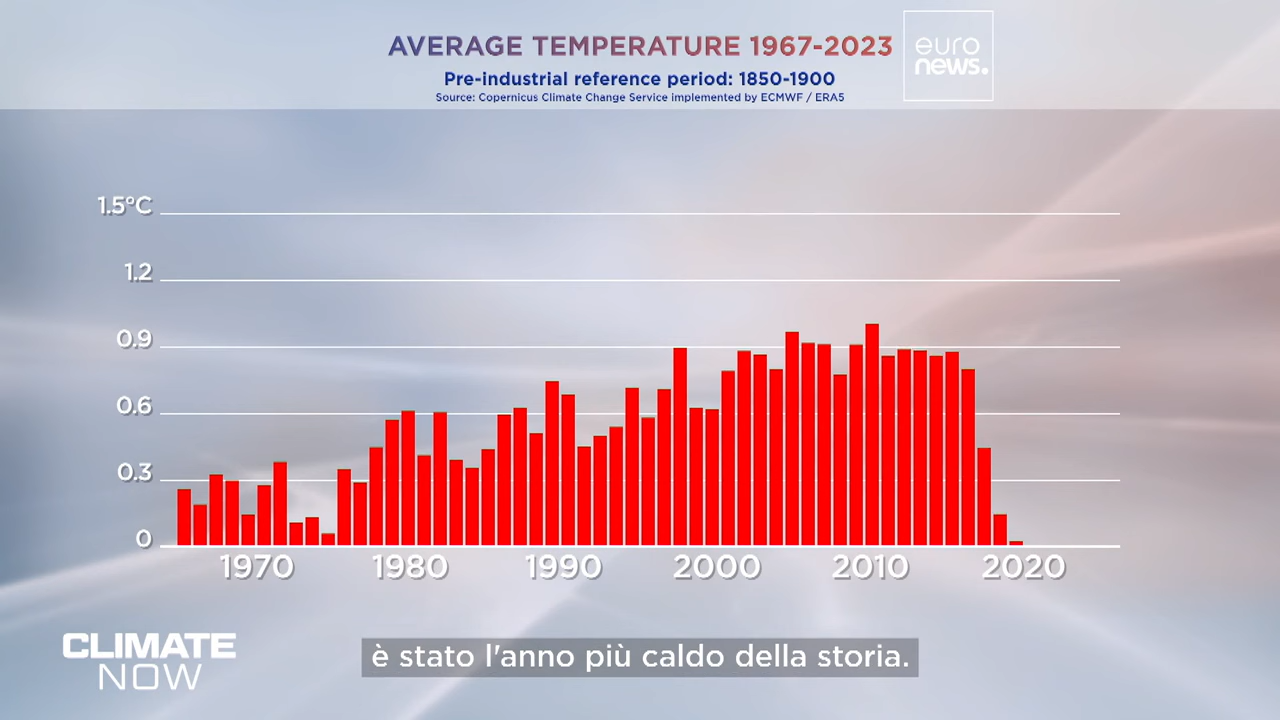 AVERAGE TEMPERATURE 1967-2023
Pre-industrial reference period: 1850-1900
Source: Copernicus Climate Change Service implemented by ECMWF / ERA5
euro
news.
1.5°C
1.2
0.9
0.6
0.3
0
1970 1980 1990 2000 2010 2020
CLIMATE
NOW
è stato l'anno più caldo della storia.